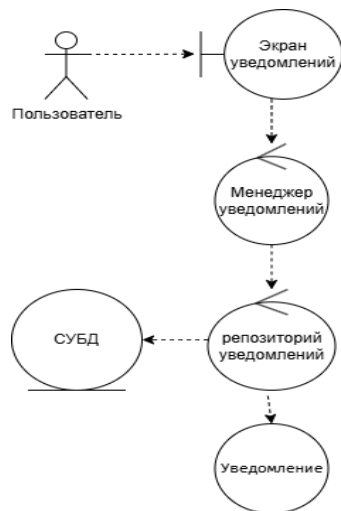 Экран
уведомлений
Пользователь
Менеджер
уведомлений
СУБД
репозиторий
уведомлений
Уведомление